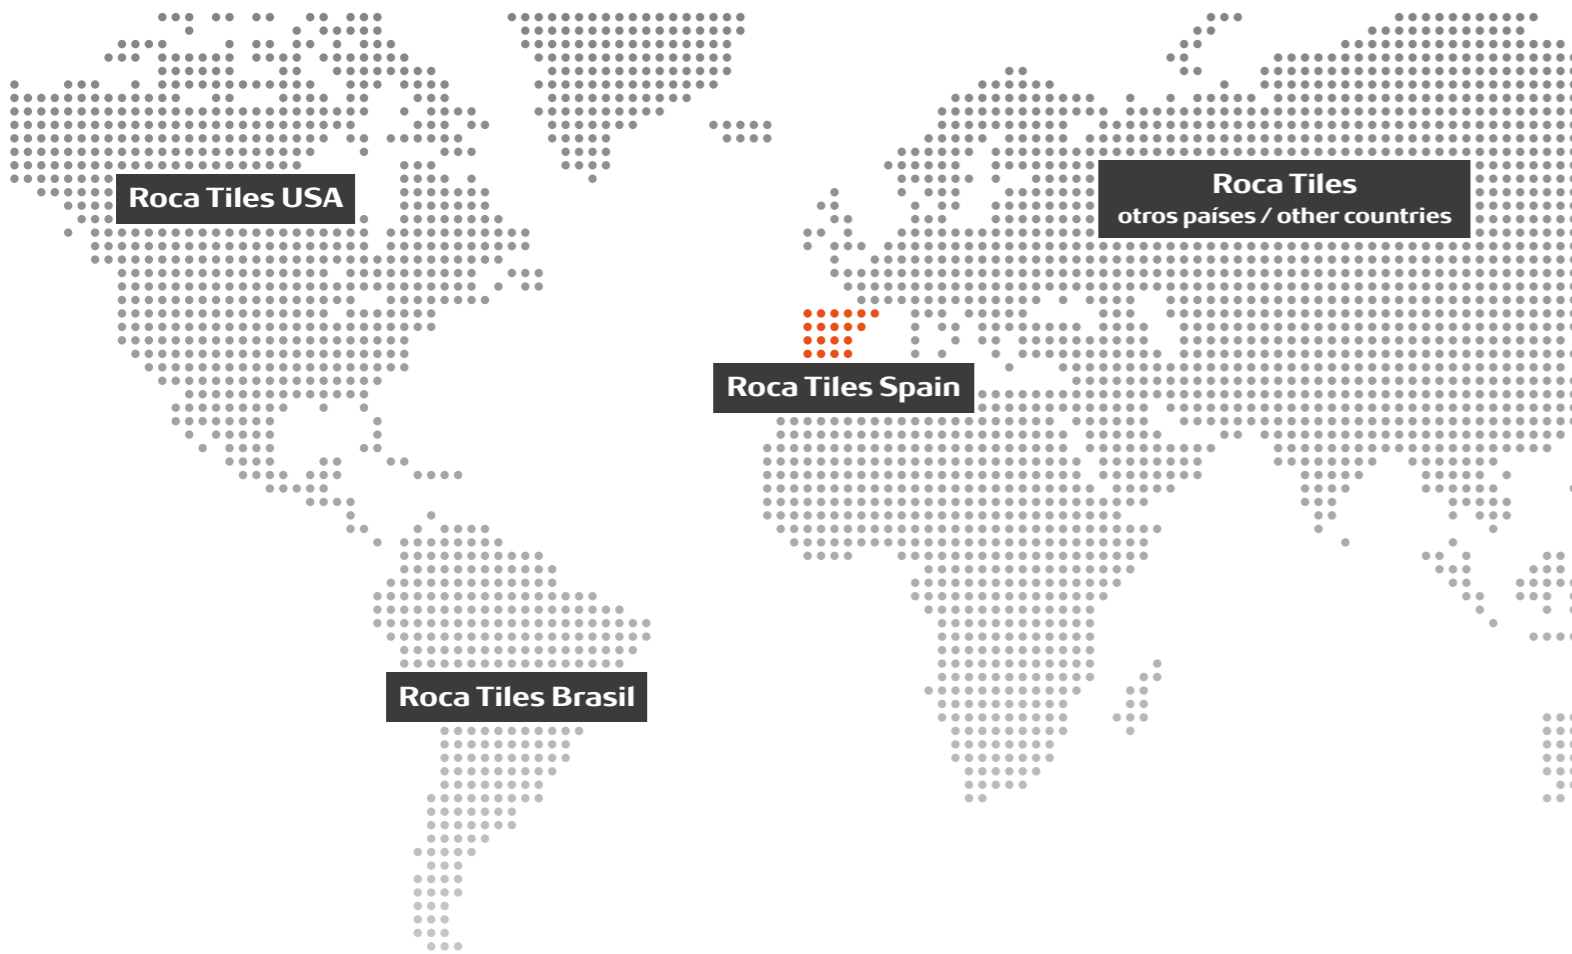 Roca Tiles USA
Roca Tiles
otros países / other countries
Roca Tiles Spain
Roca Tiles Brasil